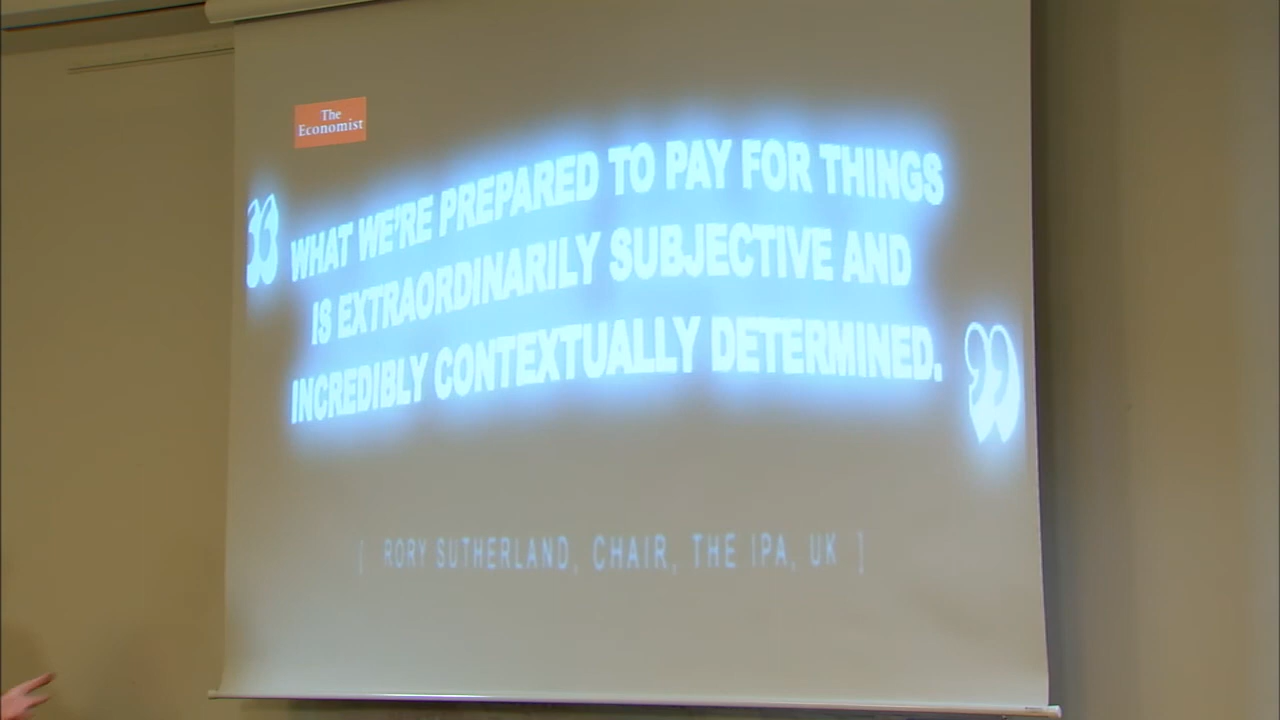 The
Economist
“ WHAT WE'RE PREPARED TO PAY FOR THINGS
IS EXTRAORDINARILY SUBJECTIVE AND
INCREDIBLY CONTEXTUALLY DETERMINED. ”
[ RORY SUTHERLAND, CHAIR, THE IPA, UK ]